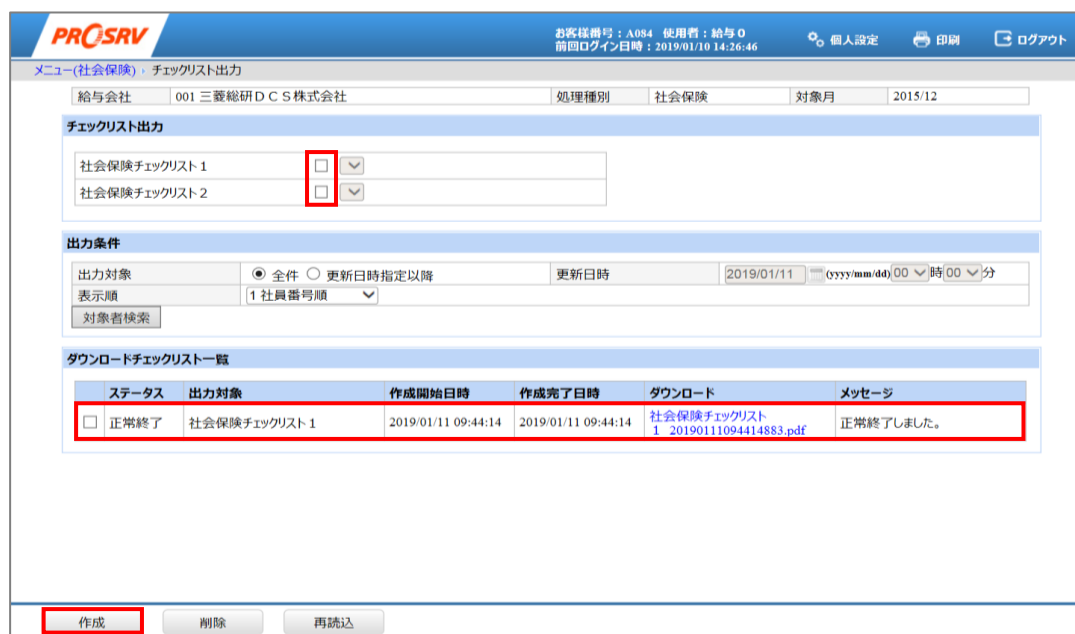 PROSRV
お客様番号：A084 使用者：給与０
前回ログイン日時：2019/01/10 14:26:46
個人設定
印刷
ログアウト
メニュー(社会保険) › チェックリスト出力
給与会社 001 三菱総研ＤＣＳ株式会社 処理種別 社会保険 対象月 2015/12
チェックリスト出力
社会保険チェックリスト１
社会保険チェックリスト２
出力条件
出力対象 全件 更新日時指定以降 更新日時 2019/01/11 (yyyy/mm/dd) 00 時 00 分
表示順 1 社員番号順
対象者検索
ダウンロードチェックリスト一覧
ステータス 出力対象 作成開始日時 作成完了日時 ダウンロード メッセージ
正常終了 社会保険チェックリスト１ 2019/01/11 09:44:14 2019/01/11 09:44:14 社会保険チェックリスト 正常終了しました。
1_20190111094414883.pdf
作成 削除 再読込